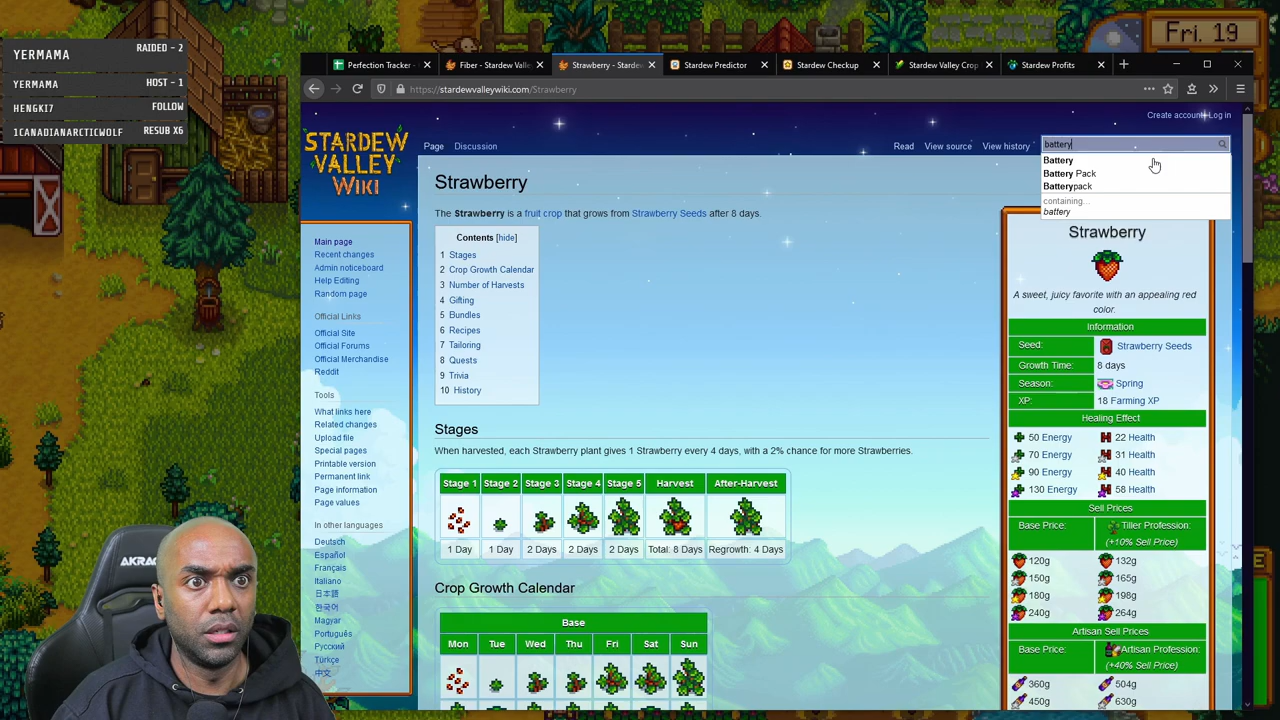 Fri. 19
YERMAMA RAIDED - 2
YERMAMA HOST - 1
HENGKI7 FOLLOW
1CANADIANARCTICWOLF RESUB X6
Perfection Tracker -
Fiber - Stardew Valle
Strawberry - Stardew
Stardew Predictor
Stardew Checkup
Stardew Valley Crop
Stardew Profits
https://stardewvalleywiki.com/Strawberry
Create account Log in
Page Discussion Read View source View history
battery
Battery
Battery Pack
Batterypack
containing...
battery
STARDEW
VALLEY
WIKI
Main page
Recent changes
Admin noticeboard
Help Editing
Random page
Official Links
Official Site
Official Forums
Official Merchandise
Reddit
Tools
What links here
Related changes
Upload file
Special pages
Printable version
Permanent link
Page information
Page values
In other languages
Deutsch
Español
Français
Italiano
日本語
한국어
Magyar
Português
Русский
Türkçe
中文
Strawberry
The Strawberry is a fruit crop that grows from Strawberry Seeds after 8 days.
Contents [hide]
1 Stages
2 Crop Growth Calendar
3 Number of Harvests
4 Gifting
5 Bundles
6 Recipes
7 Tailoring
8 Quests
9 Trivia
10 History
Stages
When harvested, each Strawberry plant gives 1 Strawberry every 4 days, with a 2% chance for more Strawberries.
Stage 1 Stage 2 Stage 3 Stage 4 Stage 5 Harvest After-Harvest
1 Day 1 Day 2 Days 2 Days 2 Days Total: 8 Days Regrowth: 4 Days
Crop Growth Calendar
Base
Mon Tue Wed Thu Fri Sat Sun
Strawberry
A sweet, juicy favorite with an appealing red
color.
Information
Seed: Strawberry Seeds
Growth Time: 8 days
Season: Spring
XP: 18 Farming XP
Healing Effect
50 Energy 22 Health
70 Energy 31 Health
90 Energy 40 Health
130 Energy 58 Health
Sell Prices
Base Price: Tiller Profession:
(+10% Sell Price)
120g 132g
150g 165g
180g 198g
240g 264g
Artisan Sell Prices
Base Price: Artisan Profession:
(+40% Sell Price)
360g 504g
450g 630g